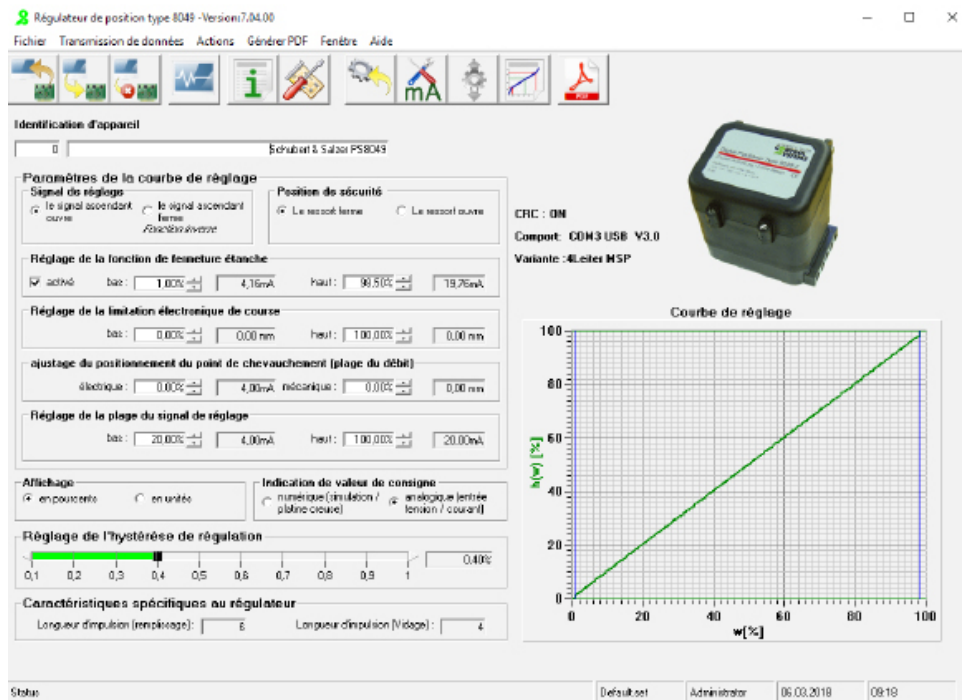 Régulateur de position type 8049 -Version:7.04.00
Fichier Transmission de données Actions Générer PDF Fenêtre Aide
mA
PDF
Identification d'appareil
0 Schubert & Salzer PS8049
Paramètres de la courbe de réglage
Signal de réglage
le signal ascendant ouvre
le signal ascendant ferme
Fonction inverse
Position de sécurité
Le ressort ferme Le ressort ouvre
CRC : ON
Comport: COM3 USB V3.0
Variante :4Leiter MSP
Réglage de la fonction de fermeture étanche
activé bas : 1,00% 4,16mA haut : 98,50% 19,76mA
Réglage de la limitation électronique de course
bas : 0,00% 0,00 mm haut : 100,00% 0,00 mm
ajustage du positionnement du point de chevauchement (plage du débit)
électrique : 0,00% 4,00mA mécanique : 0,00% 0,00 mm
Réglage de la plage du signal de réglage
bas : 20,00% 4,00mA haut : 100,00% 20,00mA
Affichage
en pourcents en unités
Indication de valeur de consigne
numérique (simulation / platine creuse)
analogique (entrée tension / courant)
Réglage de l'hystérèse de régulation
0,40%
0,1 0,2 0,3 0,4 0,5 0,6 0,7 0,8 0,9 1
Caractéristiques spécifiques au régulateur
Longueur d'impulsion (remplissage) : 6 Longueur d'impulsion (Vidage) : 4
Courbe de réglage
h(w) [%]
100
80
60
40
20
0
0 20 40 60 80 100
w[%]
Status Default.set Administrator 06.03.2018 09:18